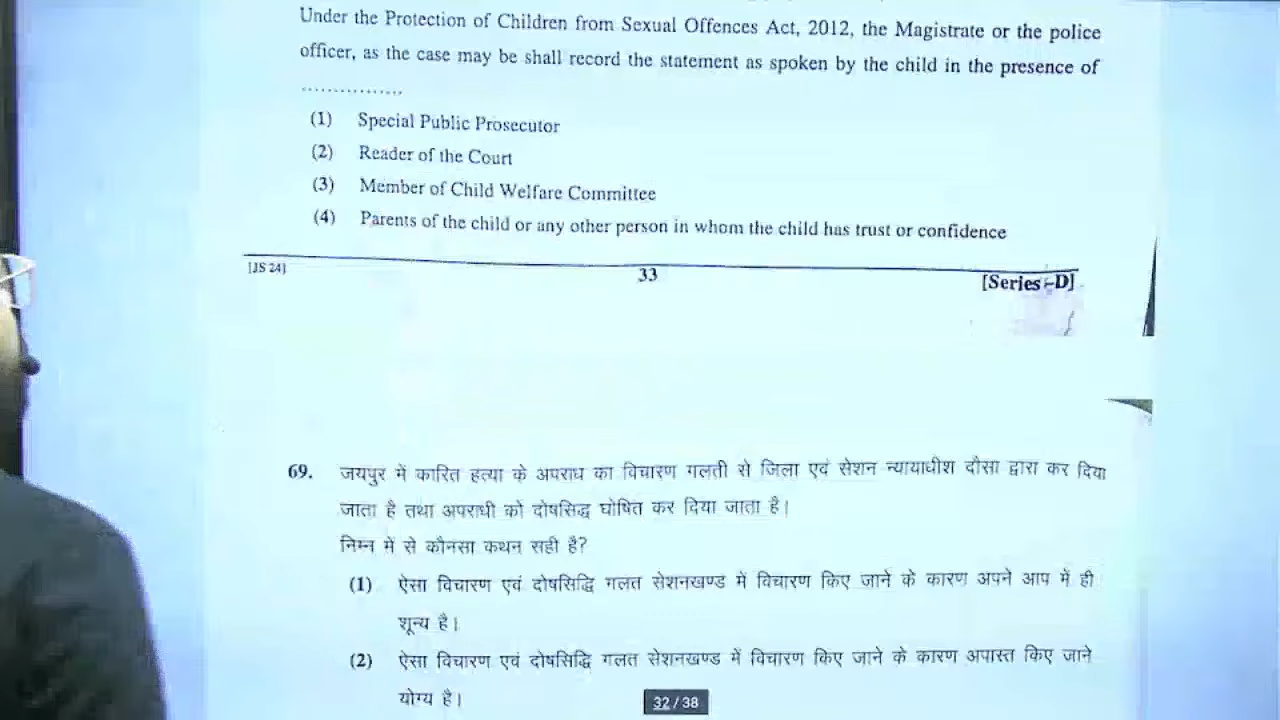 Under the Protection of Children from Sexual Offences Act, 2012, the Magistrate or the police
officer, as the case may be shall record the statement as spoken by the child in the presence of
................
(1) Special Public Prosecutor
(2) Reader of the Court
(3) Member of Child Welfare Committee
(4) Parents of the child or any other person in whom the child has trust or confidence
[JS 24] 33 [Series-D]
69. जयपुर में कारित हत्या के अपराध का विचारण गलती से जिला एवं सेशन न्यायाधीश दौसा द्वारा कर दिया
जाता है तथा अपराधी को दोषसिद्ध घोषित कर दिया जाता है।
निम्न में से कौनसा कथन सही है?
(1) ऐसा विचारण एवं दोषसिद्धि गलत सेशनखण्ड में विचारण किए जाने के कारण अपने आप में ही
शून्य है।
(2) ऐसा विचारण एवं दोषसिद्धि गलत सेशनखण्ड में विचारण किए जाने के कारण अपास्त किए जाने
योग्य है।
32 / 38